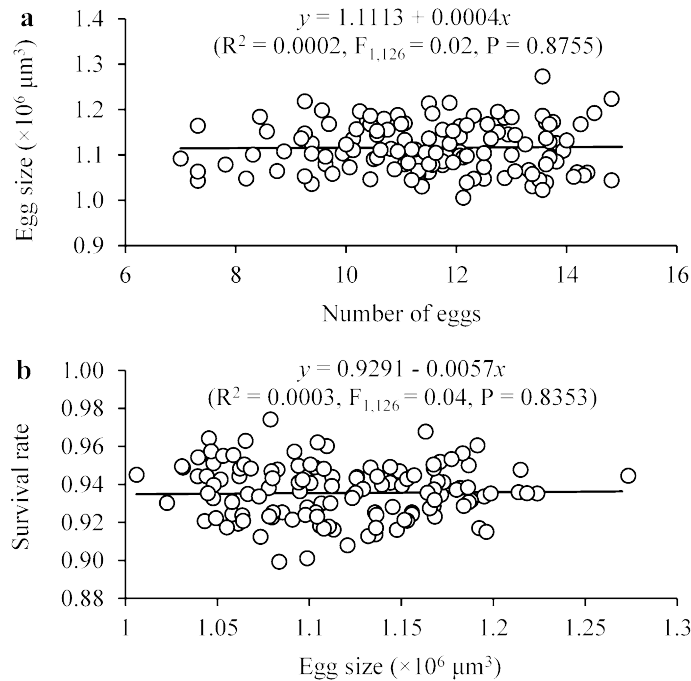 a
y = 1.1113 + 0.0004x
(R² = 0.0002, F1,126 = 0.02, P = 0.8755)
Egg size (×10⁶ µm³)
1.4
1.3
1.2
1.1
1.0
0.9
6 8 10 12 14 16
Number of eggs
b
y = 0.9291 - 0.0057x
(R² = 0.0003, F1,126 = 0.04, P = 0.8353)
Survival rate
1.00
0.98
0.96
0.94
0.92
0.90
0.88
1 1.05 1.1 1.15 1.2 1.25 1.3
Egg size (×10⁶ µm³)